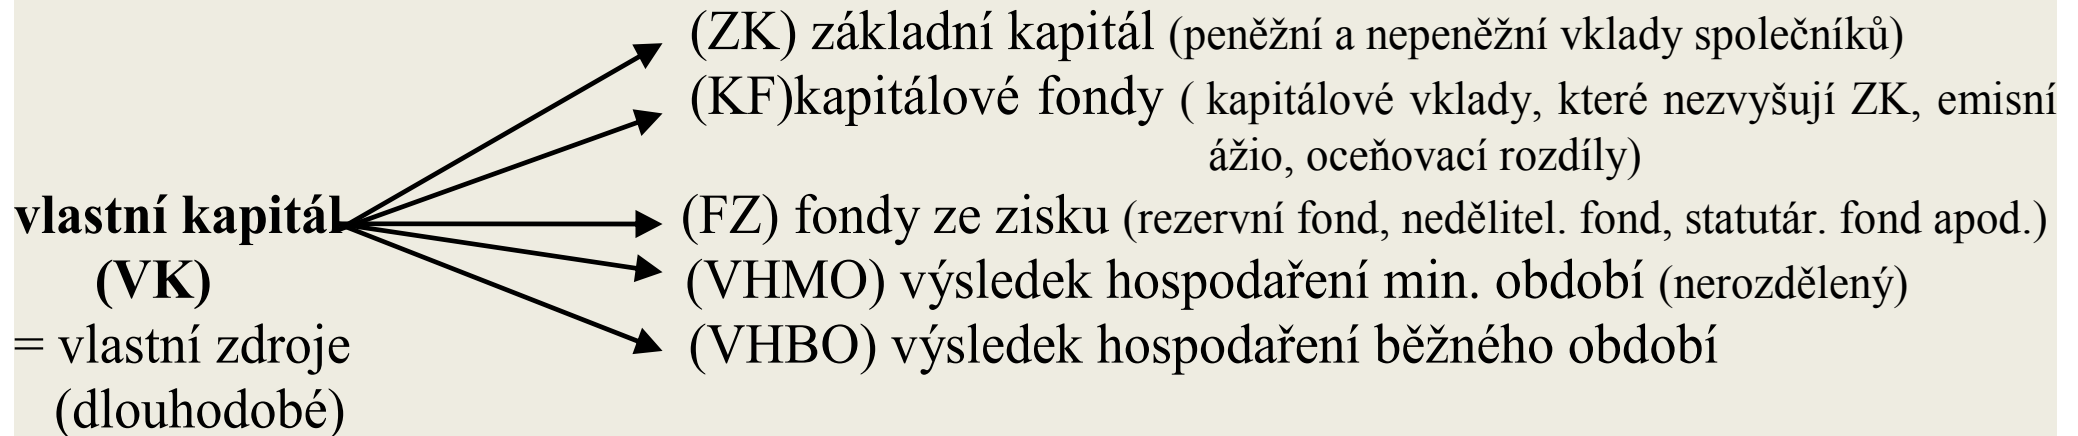 (ZK) základní kapitál (peněžní a nepeněžní vklady společníků)
(KF)kapitálové fondy ( kapitálové vklady, které nezvyšují ZK, emisní
ážio, oceňovací rozdíly)
vlastní kapitál
(VK)
= vlastní zdroje
(dlouhodobé)
(FZ) fondy ze zisku (rezervní fond, nedělitel. fond, statutár. fond apod.)
(VHMO) výsledek hospodaření min. období (nerozdělený)
(VHBO) výsledek hospodaření běžného období